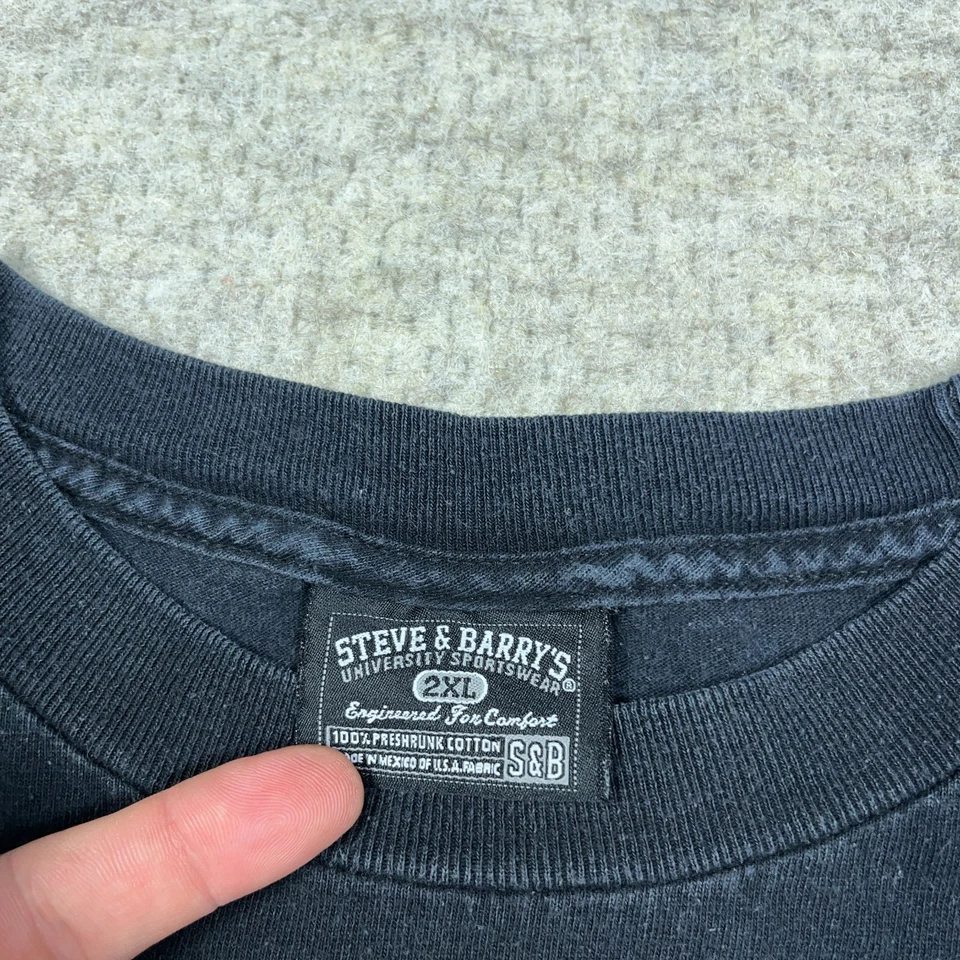 STEVE & BARRY'S
UNIVERSITY SPORTSWEAR®
2XL
Engineered For Comfort
100% PRESHRUNK COTTON
DE IN MEXICO OF U.S.A. FABRIC
S&B